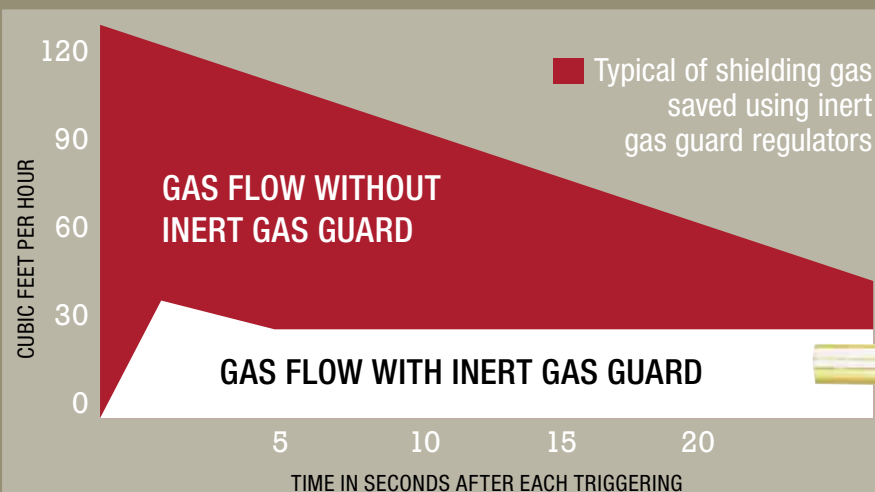 120
90
60
30
0
CUBIC FEET PER HOUR
Typical of shielding gas
saved using inert
gas guard regulators
GAS FLOW WITHOUT
INERT GAS GUARD
GAS FLOW WITH INERT GAS GUARD
5 10 15 20
TIME IN SECONDS AFTER EACH TRIGGERING